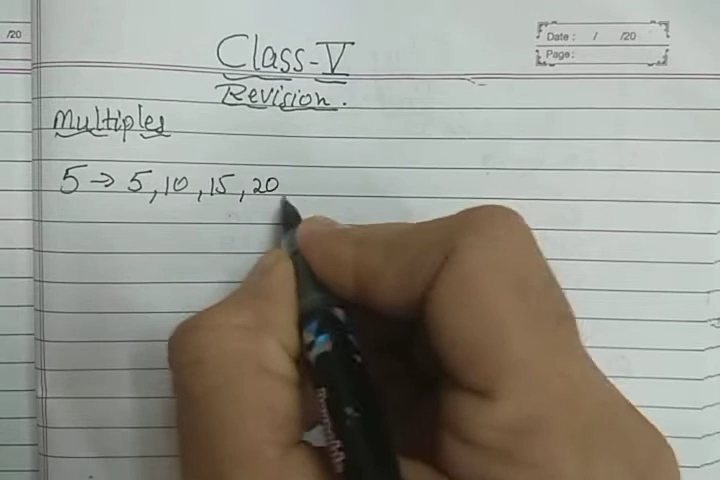 /20
Date : / /20
Page:
Class-V
Revision.
Multiples
5 → 5, 10, 15, 20